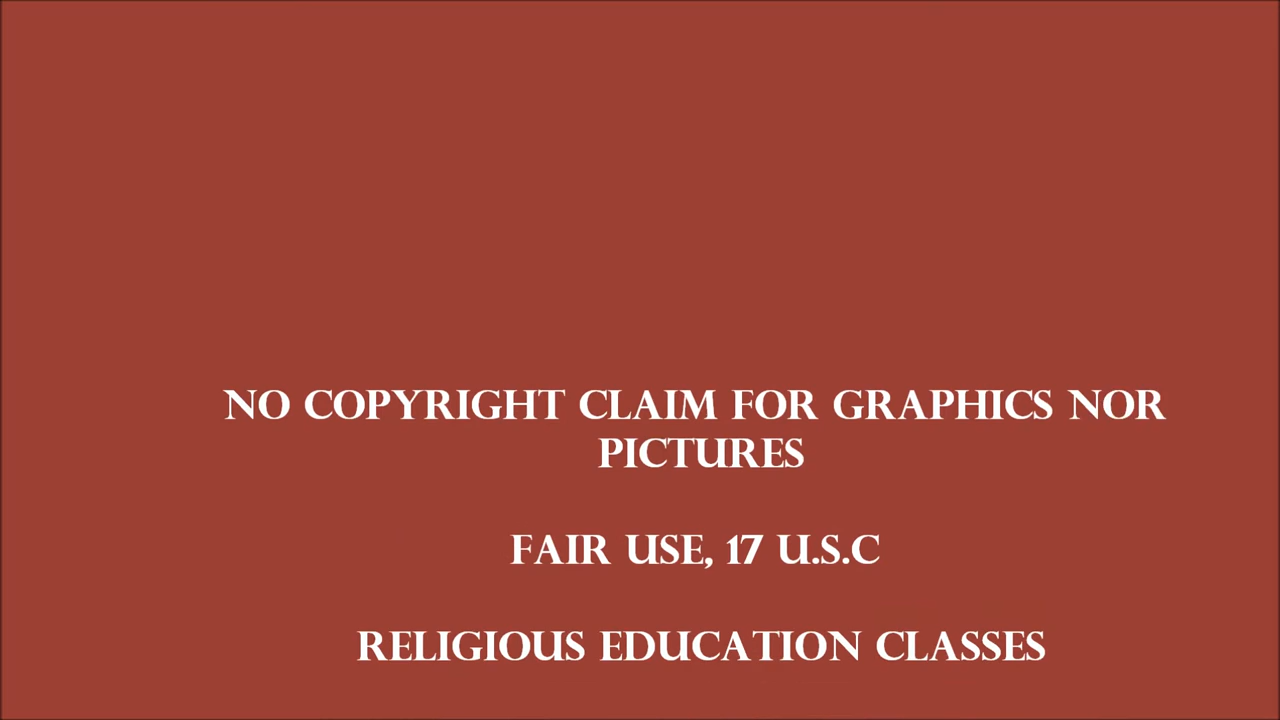 NO COPYRIGHT CLAIM FOR GRAPHICS NOR
PICTURES
FAIR USE, 17 U.S.C
RELIGIOUS EDUCATION CLASSES